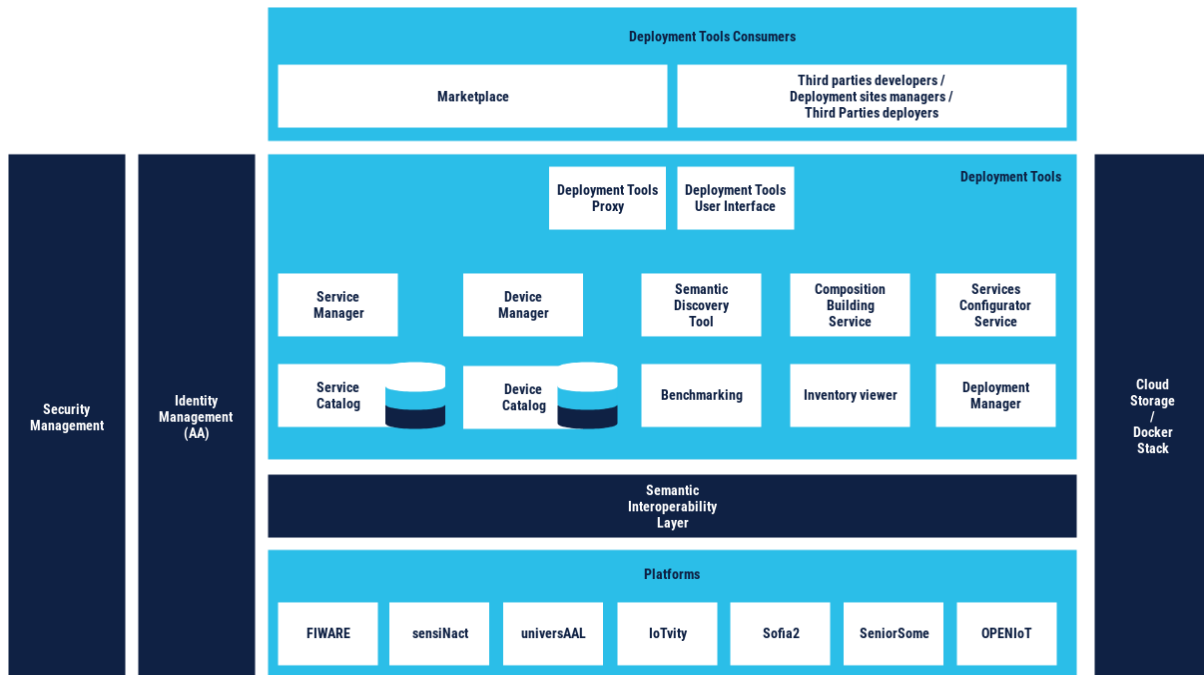 Deployment Tools Consumers
Marketplace
Third parties developers /
Deployment sites managers /
Third Parties deployers
Security
Management
Identity
Management
(AA)
Deployment Tools
Deployment Tools
Proxy
Deployment Tools
User Interface
Service
Manager
Device
Manager
Semantic
Discovery
Tool
Composition
Building
Service
Services
Configurator
Service
Service
Catalog
Device
Catalog
Benchmarking
Inventory viewer
Deployment
Manager
Cloud
Storage
/
Docker
Stack
Semantic
Interoperability
Layer
Platforms
FIWARE
sensiNact
universAAL
IoTvity
Sofia2
SeniorSome
OPENIoT